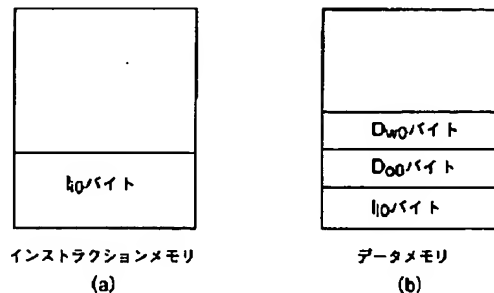 Ii0バイト
インストラクションメモリ
(a)
Dw0バイト
Do0バイト
Il0バイト
データメモリ
(b)